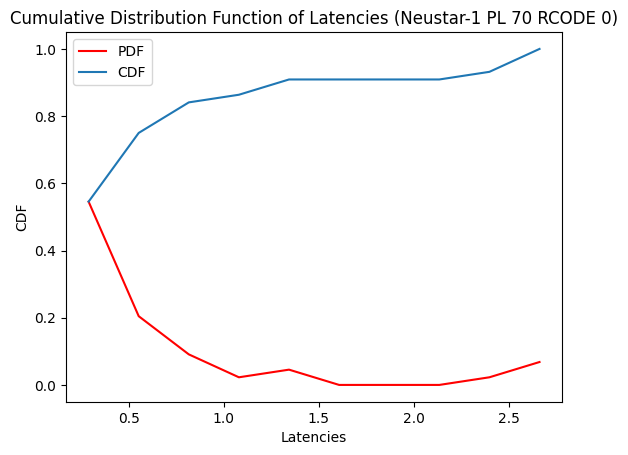 Cumulative Distribution Function of Latencies (Neustar-1 PL 70 RCODE 0)
PDF
CDF
1.0
0.8
0.6
0.4
0.2
0.0
CDF
0.5
1.0
1.5
2.0
2.5
Latencies